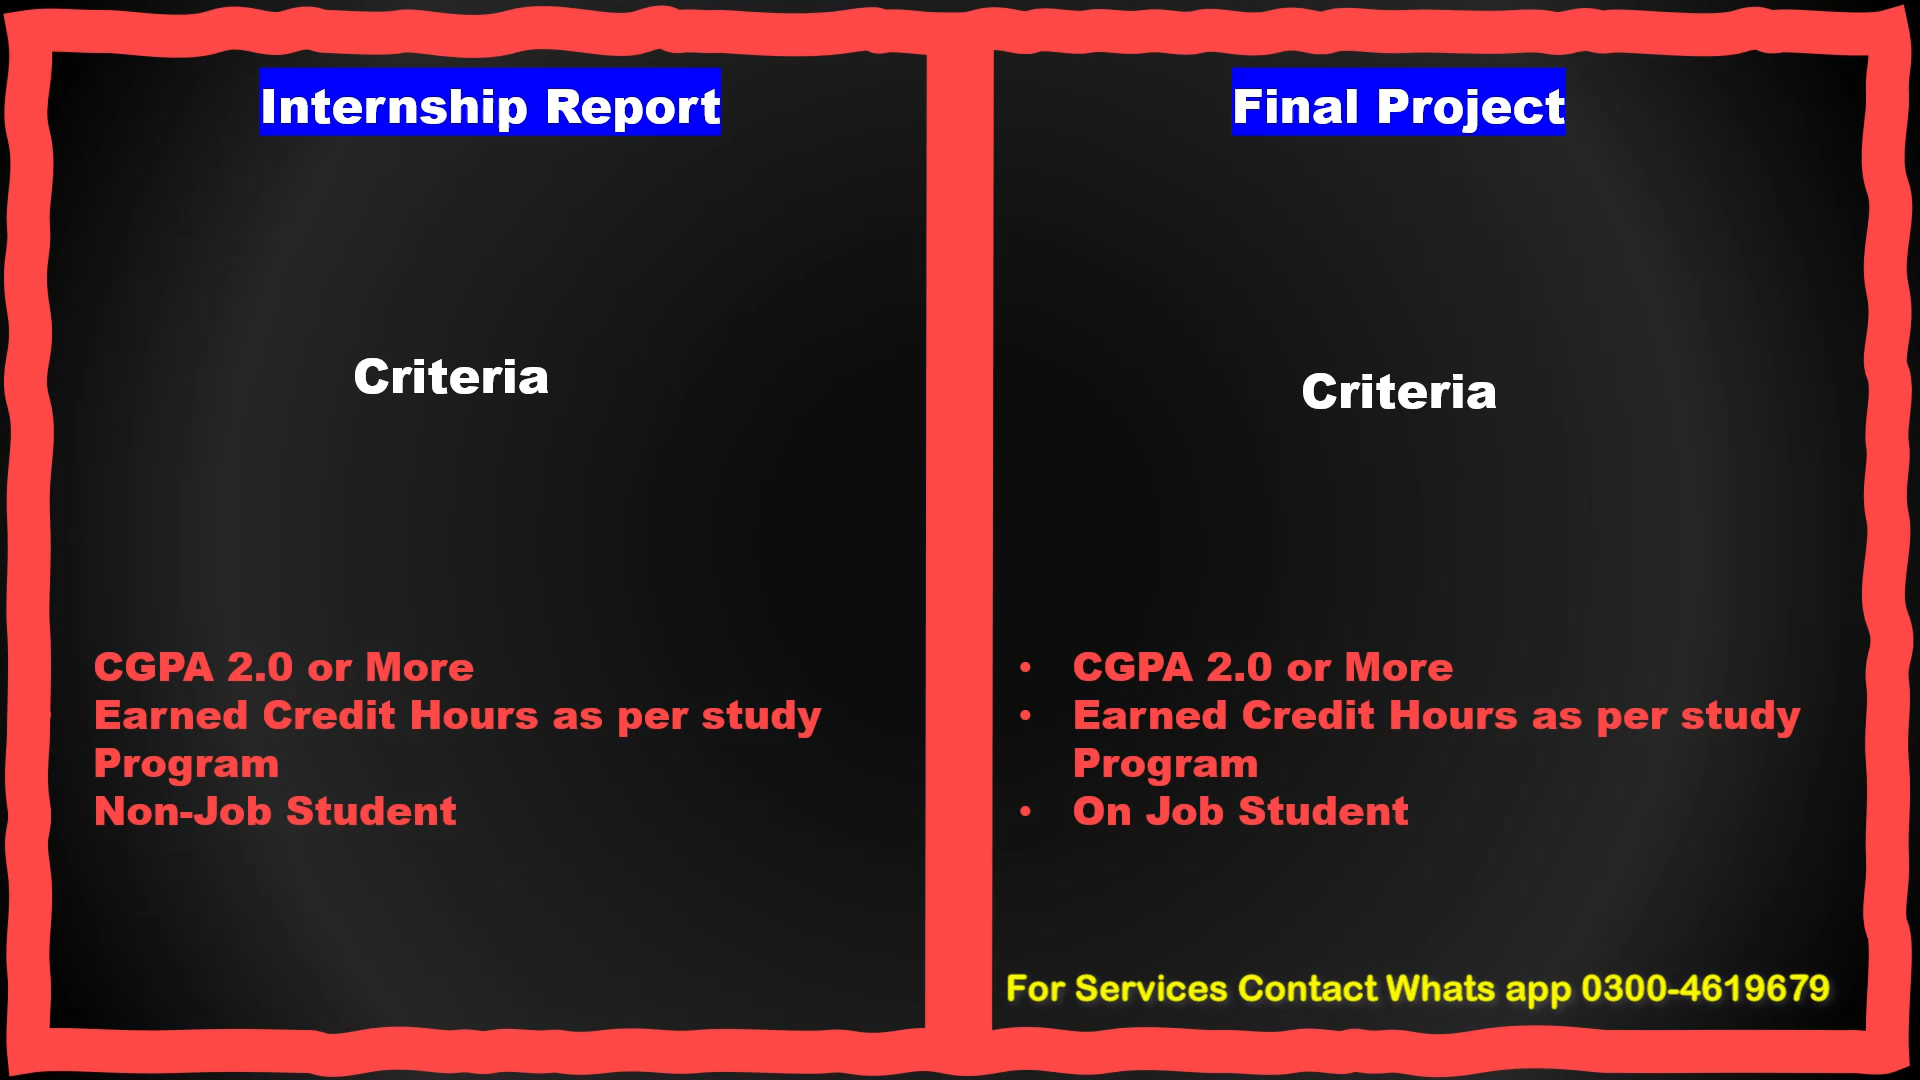 Internship Report
Criteria
CGPA 2.0 or More
Earned Credit Hours as per study
Program
Non-Job Student
Final Project
Criteria
• CGPA 2.0 or More
• Earned Credit Hours as per study
Program
• On Job Student
For Services Contact Whats app 0300-4619679